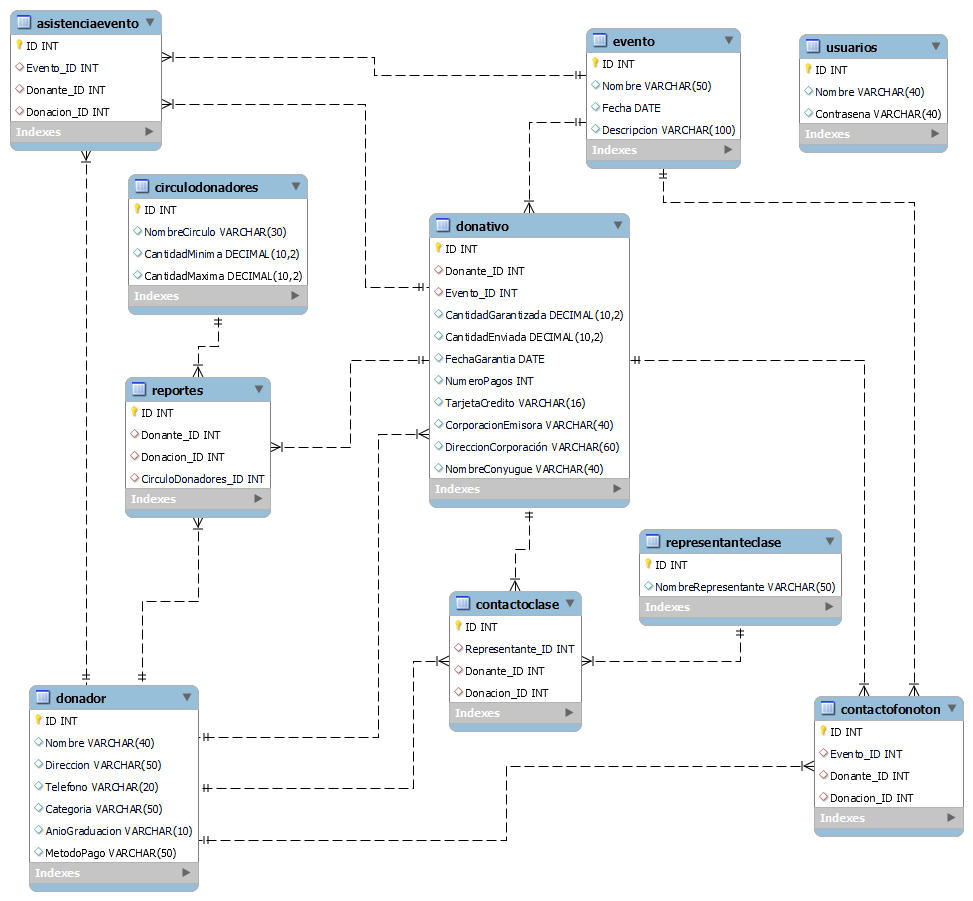 asistenciaevento
ID INT
Evento_ID INT
Donante_ID INT
Donacion_ID INT
Indexes
evento
ID INT
Nombre VARCHAR(50)
Fecha DATE
Descripcion VARCHAR(100)
Indexes
usuarios
ID INT
Nombre VARCHAR(40)
Contrasena VARCHAR(40)
Indexes
circulodonadores
ID INT
NombreCirculo VARCHAR(30)
CantidadMinima DECIMAL(10,2)
CantidadMaxima DECIMAL(10,2)
Indexes
donativo
ID INT
Donante_ID INT
Evento_ID INT
CantidadGarantizada DECIMAL(10,2)
CantidadEnviada DECIMAL(10,2)
FechaGarantia DATE
NumeroPagos INT
TarjetaCredito VARCHAR(16)
CorporacionEmisora VARCHAR(40)
DireccionCorporación VARCHAR(60)
NombreConyugue VARCHAR(40)
Indexes
reportes
ID INT
Donante_ID INT
Donacion_ID INT
CirculoDonadores_ID INT
Indexes
representanteclase
ID INT
NombreRepresentante VARCHAR(50)
Indexes
contactoclase
ID INT
Representante_ID INT
Donante_ID INT
Donacion_ID INT
Indexes
donador
ID INT
Nombre VARCHAR(40)
Direccion VARCHAR(50)
Telefono VARCHAR(20)
Categoria VARCHAR(50)
AnioGraduacion VARCHAR(10)
MetodoPago VARCHAR(50)
Indexes
contactofonoton
ID INT
Evento_ID INT
Donante_ID INT
Donacion_ID INT
Indexes